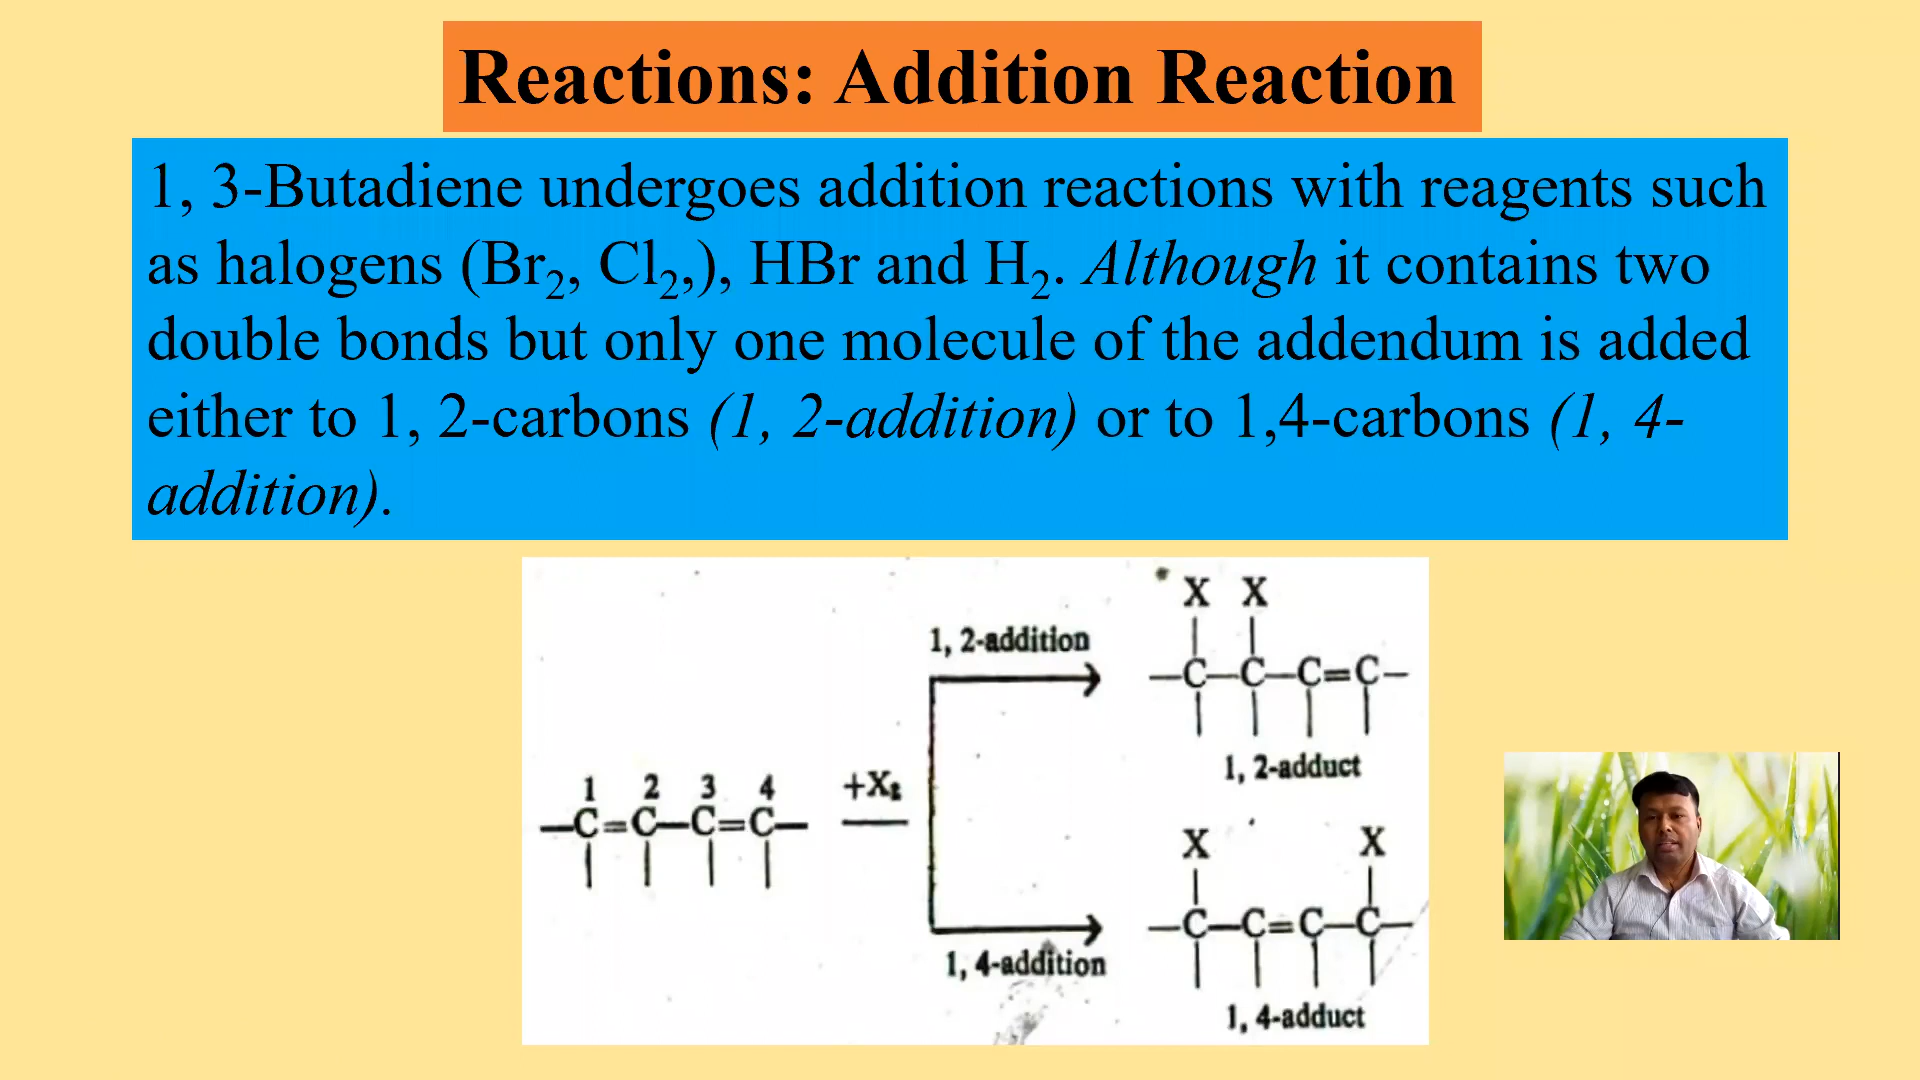 Reactions: Addition Reaction
1, 3-Butadiene undergoes addition reactions with reagents such
as halogens (Br2, Cl2,), HBr and H2. Although it contains two
double bonds but only one molecule of the addendum is added
either to 1, 2-carbons (1, 2-addition) or to 1,4-carbons (1, 4-
addition).
X X
1, 2-addition
—C—C—C=C—
1, 2-adduct
1 2 3 4
+X2
—C=C—C=C—
X X
—C—C=C—C—
1, 4-addition
1, 4-adduct